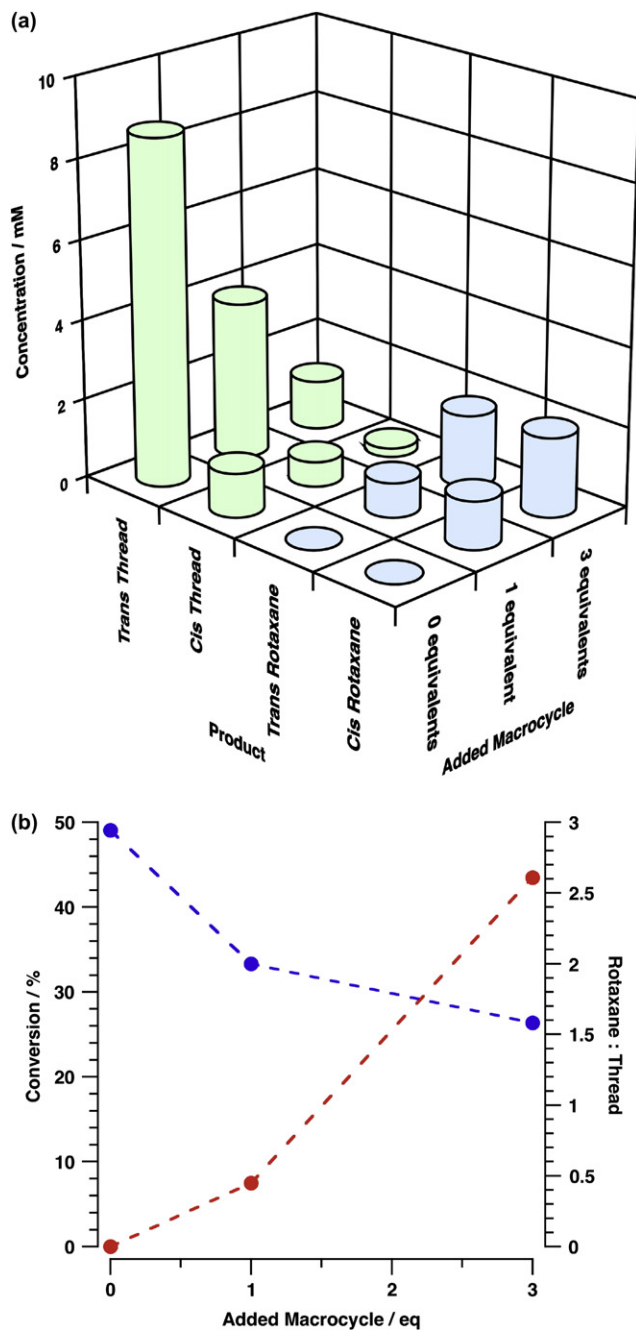 (a)
10
8
6
4
2
0
Concentration / mM
Trans Thread
Cis Thread
Trans Rotaxane
Cis Rotaxane
Product
0 equivalents
1 equivalent
3 equivalents
Added Macrocycle
(b)
50
40
30
20
10
0
Conversion / %
3
2.5
2
1.5
1
0.5
0
Rotaxane : Thread
0
1
2
3
Added Macrocycle / eq